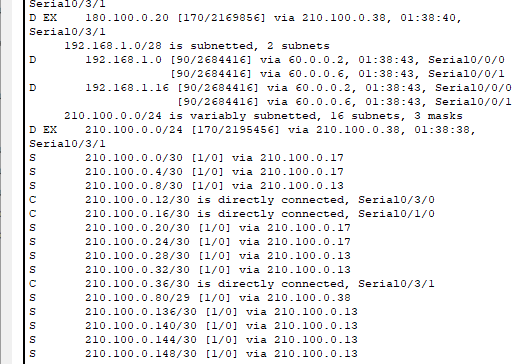 Serial0/3/1
D EX    180.100.0.20 [170/2169856] via 210.100.0.38, 01:38:40,
Serial0/3/1
     192.168.1.0/28 is subnetted, 2 subnets
D       192.168.1.0 [90/2684416] via 60.0.0.2, 01:38:43, Serial0/0/0
                    [90/2684416] via 60.0.0.6, 01:38:43, Serial0/0/1
D       192.168.1.16 [90/2684416] via 60.0.0.2, 01:38:43, Serial0/0/0
                     [90/2684416] via 60.0.0.6, 01:38:43, Serial0/0/1
     210.100.0.0/24 is variably subnetted, 16 subnets, 3 masks
D EX    210.100.0.0/24 [170/2195456] via 210.100.0.38, 01:38:38,
Serial0/3/1
S       210.100.0.0/30 [1/0] via 210.100.0.17
S       210.100.0.4/30 [1/0] via 210.100.0.17
S       210.100.0.8/30 [1/0] via 210.100.0.13
C       210.100.0.12/30 is directly connected, Serial0/3/0
C       210.100.0.16/30 is directly connected, Serial0/1/0
S       210.100.0.20/30 [1/0] via 210.100.0.17
S       210.100.0.24/30 [1/0] via 210.100.0.17
S       210.100.0.28/30 [1/0] via 210.100.0.13
S       210.100.0.32/30 [1/0] via 210.100.0.13
C       210.100.0.36/30 is directly connected, Serial0/3/1
S       210.100.0.80/29 [1/0] via 210.100.0.38
S       210.100.0.136/30 [1/0] via 210.100.0.13
S       210.100.0.140/30 [1/0] via 210.100.0.13
S       210.100.0.144/30 [1/0] via 210.100.0.13
S       210.100.0.148/30 [1/0] via 210.100.0.13